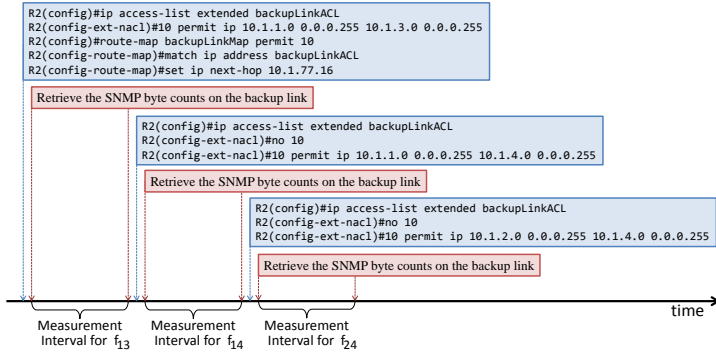 R2(config)#ip access-list extended backupLinkACL
R2(config-ext-nacl)#10 permit ip 10.1.1.0 0.0.0.255 10.1.3.0 0.0.0.255
R2(config)#route-map backupLinkMap permit 10
R2(config-route-map)#match ip address backupLinkACL
R2(config-route-map)#set ip next-hop 10.1.77.16
Retrieve the SNMP byte counts on the backup link
R2(config)#ip access-list extended backupLinkACL
R2(config-ext-nacl)#no 10
R2(config-ext-nacl)#10 permit ip 10.1.1.0 0.0.0.255 10.1.4.0 0.0.0.255
Retrieve the SNMP byte counts on the backup link
R2(config)#ip access-list extended backupLinkACL
R2(config-ext-nacl)#no 10
R2(config-ext-nacl)#10 permit ip 10.1.2.0 0.0.0.255 10.1.4.0 0.0.0.255
Retrieve the SNMP byte counts on the backup link
time
Measurement
Interval for f13
Measurement
Interval for f14
Measurement
Interval for f24